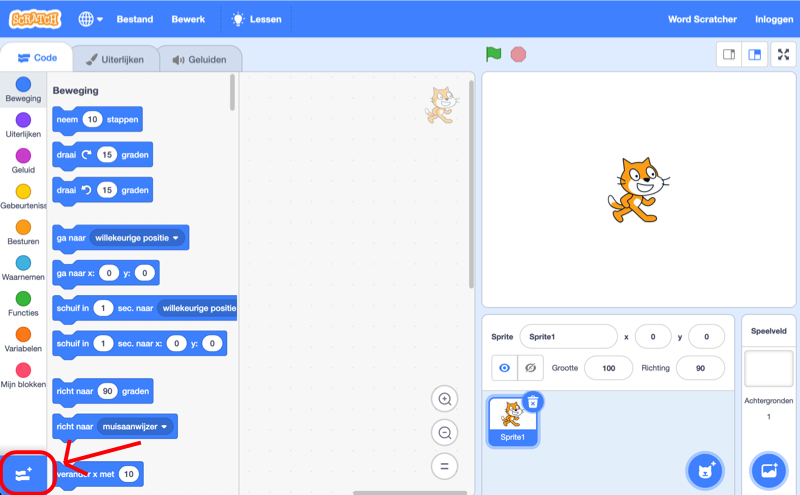 SCRATCH
Bestand
Bewerk
Lessen
Word Scratcher
Inloggen
Code
Uiterlijken
Geluiden
Beweging
Uiterlijken
Geluid
Gebeurteniss
Besturen
Waarnemen
Functies
Variabelen
Mijn blokken
Beweging
neem 10 stappen
draai 15 graden
draai 15 graden
ga naar willekeurige positie
ga naar x: 0 y: 0
schuif in 1 sec. naar willekeurige positie
schuif in 1 sec. naar x: 0 y: 0
richt naar 90 graden
richt naar muisaanwijzer
verander x met 10
Sprite Sprite1 x 0 y 0
Grootte 100 Richting 90
Sprite1
Speelveld
Achtergronden
1